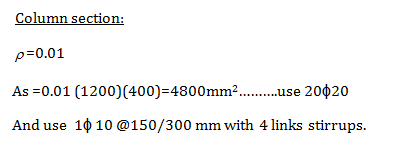 Column section:
ρ=0.01
As =0.01 (1200)(400)=4800mm²..........use 20ϕ20
And use 1ϕ 10 @150/300 mm with 4 links stirrups.